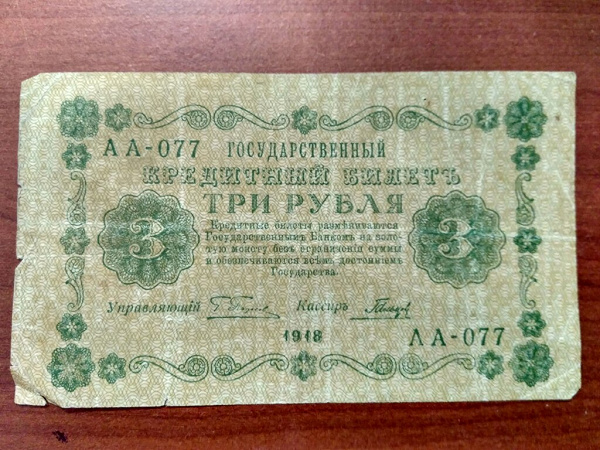 АА-077 ГОСУДАРСТВЕННЫЙ
КРЕДИТНЫЙ БИЛЕТЪ
3 ТРИ РУБЛЯ 3
Кредитные билеты размѣниваются
Государственнымъ Банкомъ на золо-
тую монету безъ ограниченія суммы
и обезпечиваются всѣмъ достояніемъ
Государства.
Управляющій Кассиръ
1918 АА-077